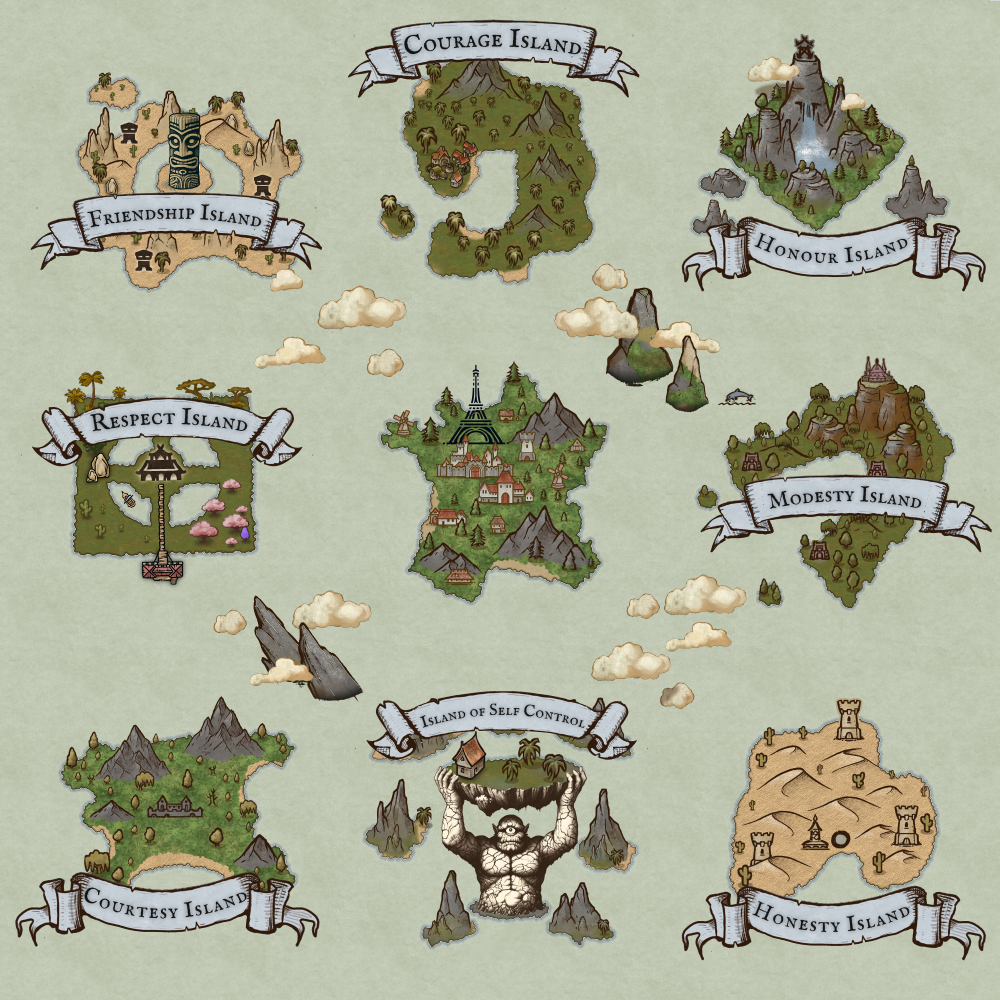 Courage Island
Friendship Island
Honour Island
Respect Island
Modesty Island
Island of Self Control
Courtesy Island
Honesty Island